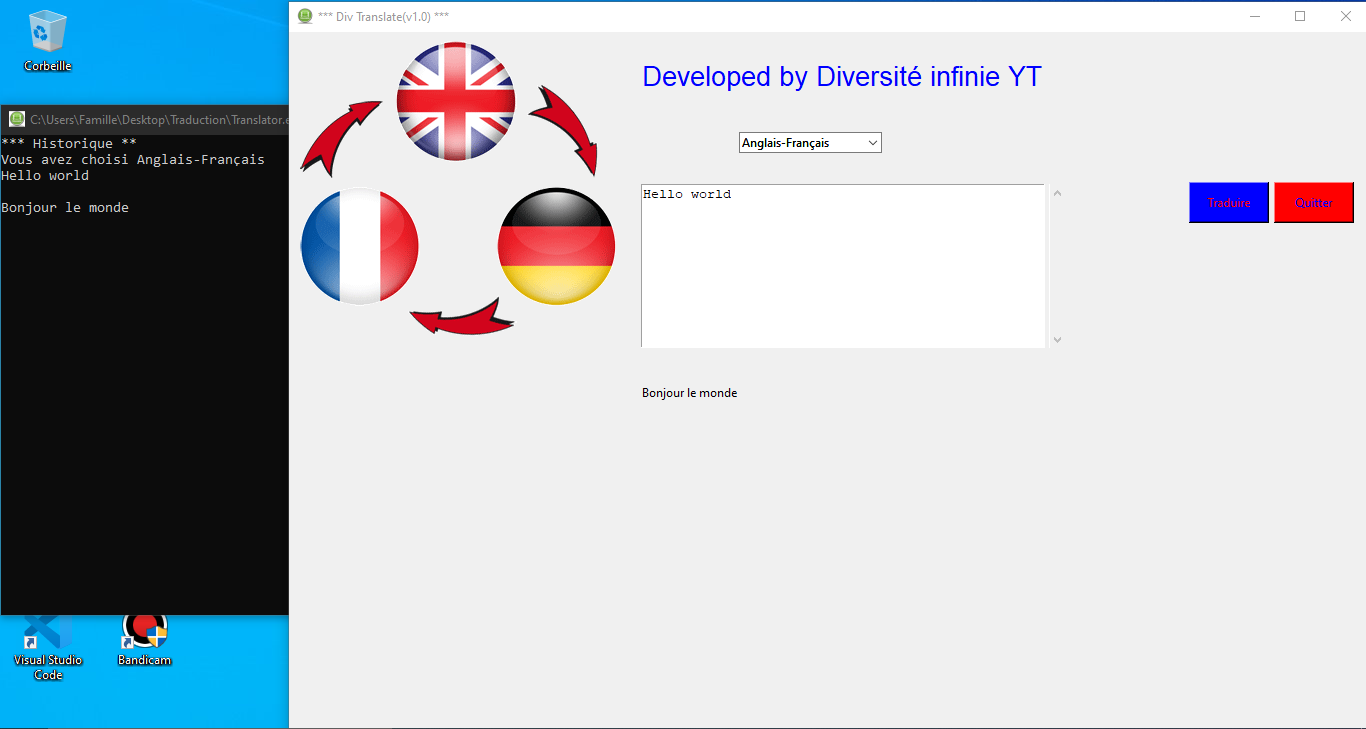 Corbeille
C:\Users\Famille\Desktop\Traduction\Translator.e
*** Historique **
Vous avez choisi Anglais-Français
Hello world
Bonjour le monde
Visual Studio
Code
Bandicam
*** Div Translate(v1.0) ***
Developed by Diversité infinie YT
Anglais-Français
Hello world
Traduire
Quitter
Bonjour le monde